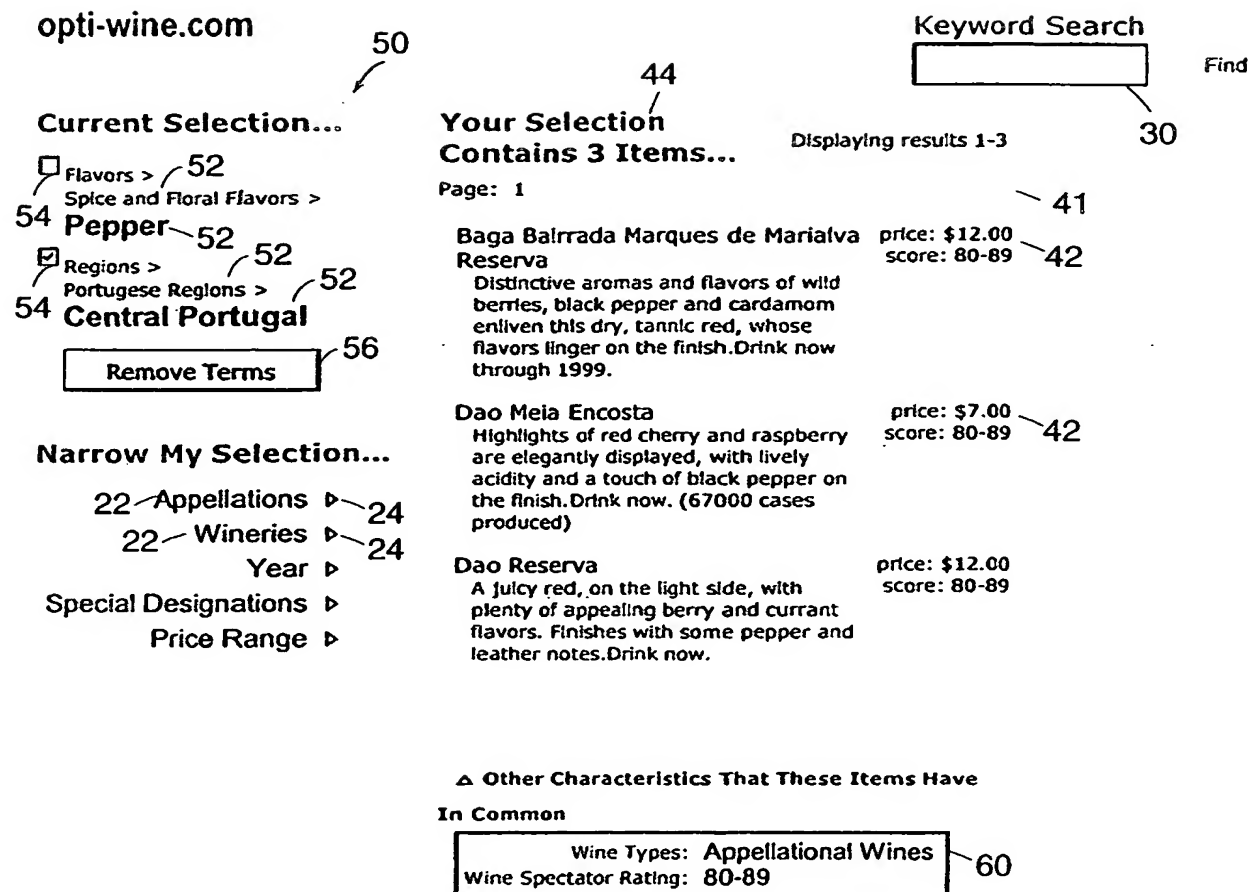 opti-wine.com
50
Keyword Search
Find
30
Current Selection...
Flavors >
52
Spice and Floral Flavors >
54
Pepper
52
Regions >
52
Portugese Regions >
52
54
Central Portugal
56
Remove Terms
Narrow My Selection...
22 Appellations 24
22 Wineries 24
Year
Special Designations
Price Range
44
Your Selection
Contains 3 Items...
Displaying results 1-3
Page: 1
41
Baga Bairrada Marques de Marialva
Reserva
price: $12.00
score: 80-89
42
Distinctive aromas and flavors of wild
berries, black pepper and cardamom
enliven this dry, tannic red, whose
flavors linger on the finish.Drink now
through 1999.
Dao Meia Encosta
price: $7.00
score: 80-89
42
Highlights of red cherry and raspberry
are elegantly displayed, with lively
acidity and a touch of black pepper on
the finish.Drink now. (67000 cases
produced)
Dao Reserva
price: $12.00
score: 80-89
A juicy red, on the light side, with
plenty of appealing berry and currant
flavors. Finishes with some pepper and
leather notes.Drink now.
Other Characteristics That These Items Have
In Common
Wine Types: Appellational Wines
60
Wine Spectator Rating: 80-89